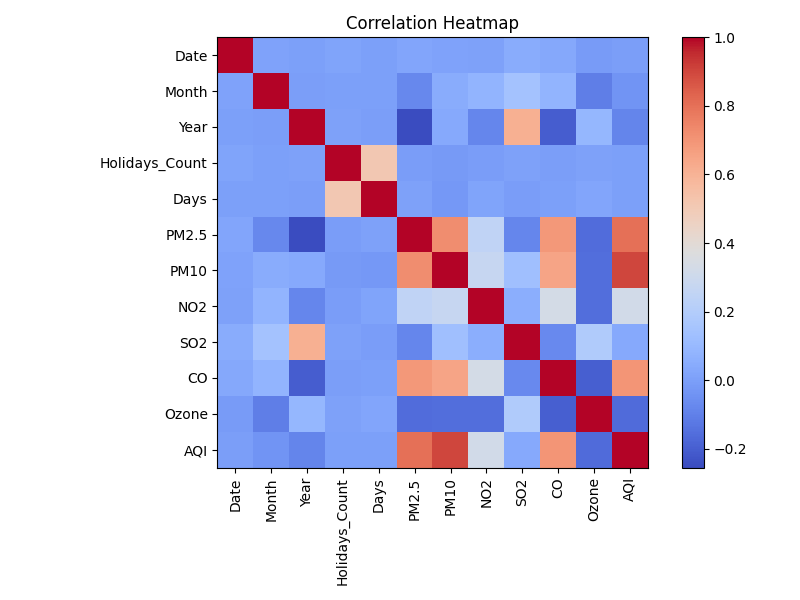 Correlation Heatmap
Date
Month
Year
Holidays_Count
Days
PM2.5
PM10
NO2
SO2
CO
Ozone
AQI
Date
Month
Year
Holidays_Count
Days
PM2.5
PM10
NO2
SO2
CO
Ozone
AQI
1.0
0.8
0.6
0.4
0.2
0.0
−0.2